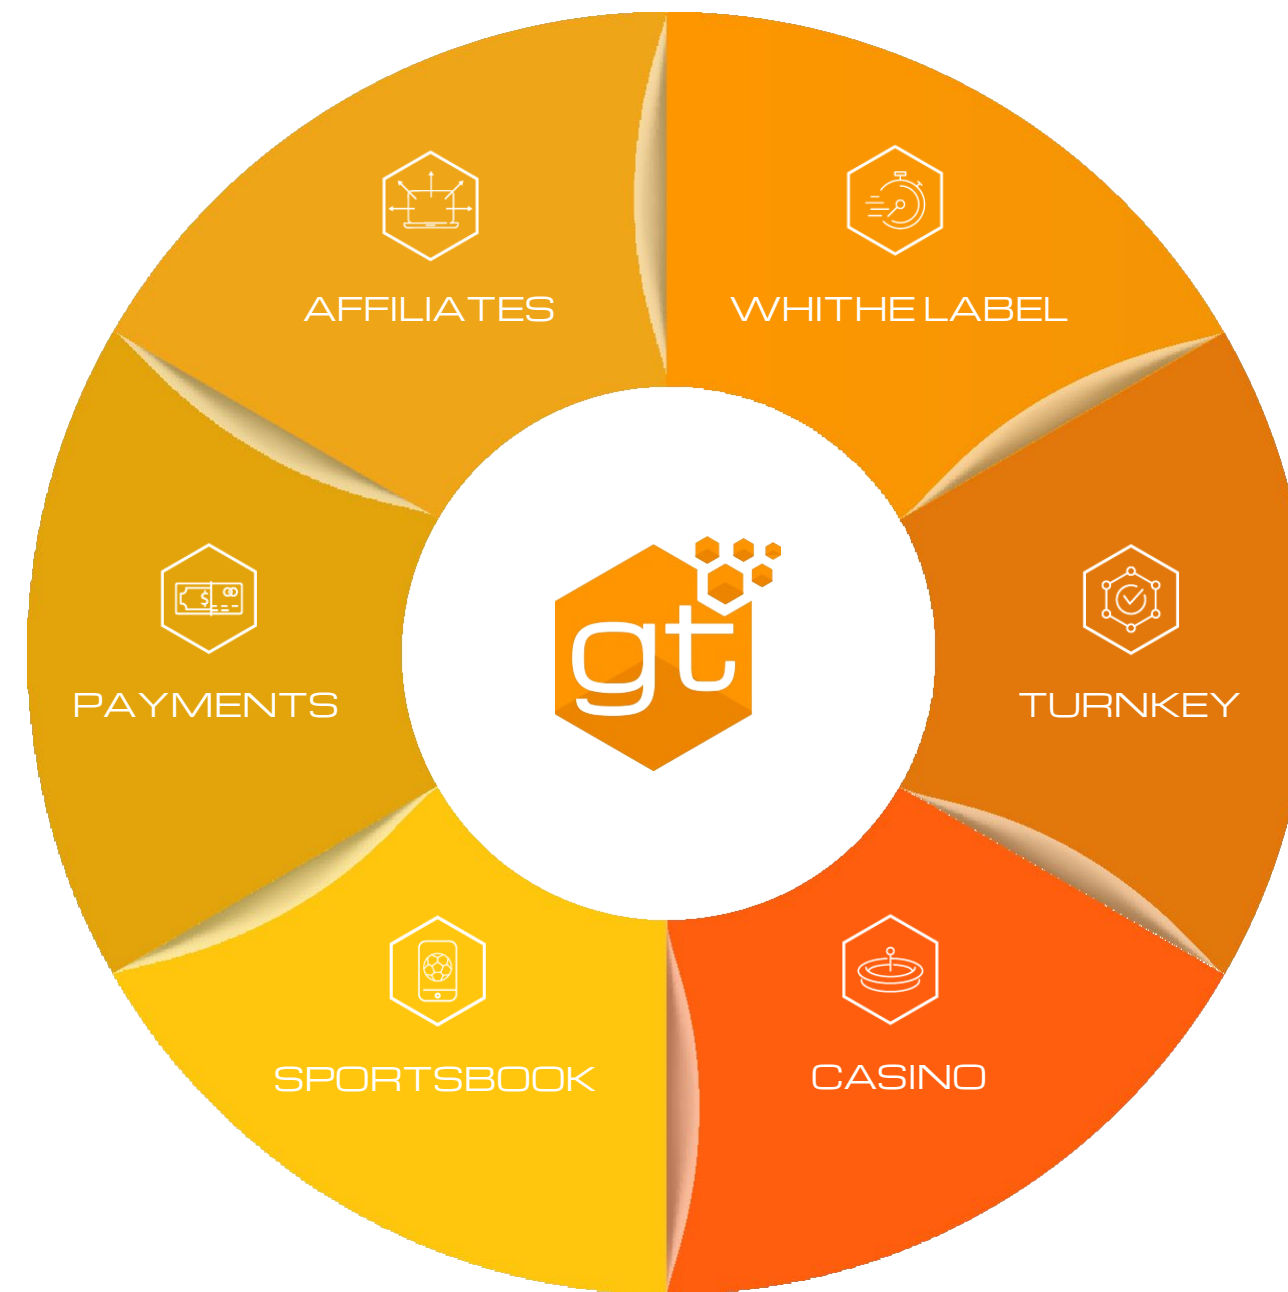 AFFILIATES
WHITHE LABEL
gt
PAYMENTS
TURNKEY
SPORTSBOOK
CASINO
$